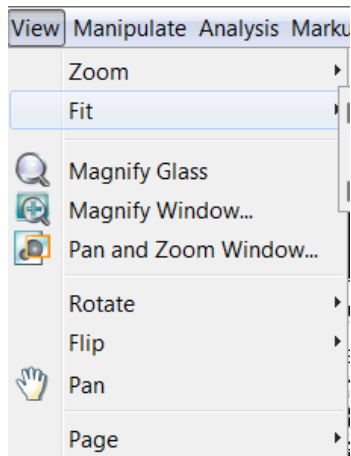 View Manipulate Analysis Marku
Zoom
Fit
Magnify Glass
Magnify Window...
Pan and Zoom Window...
Rotate
Flip
Pan
Page